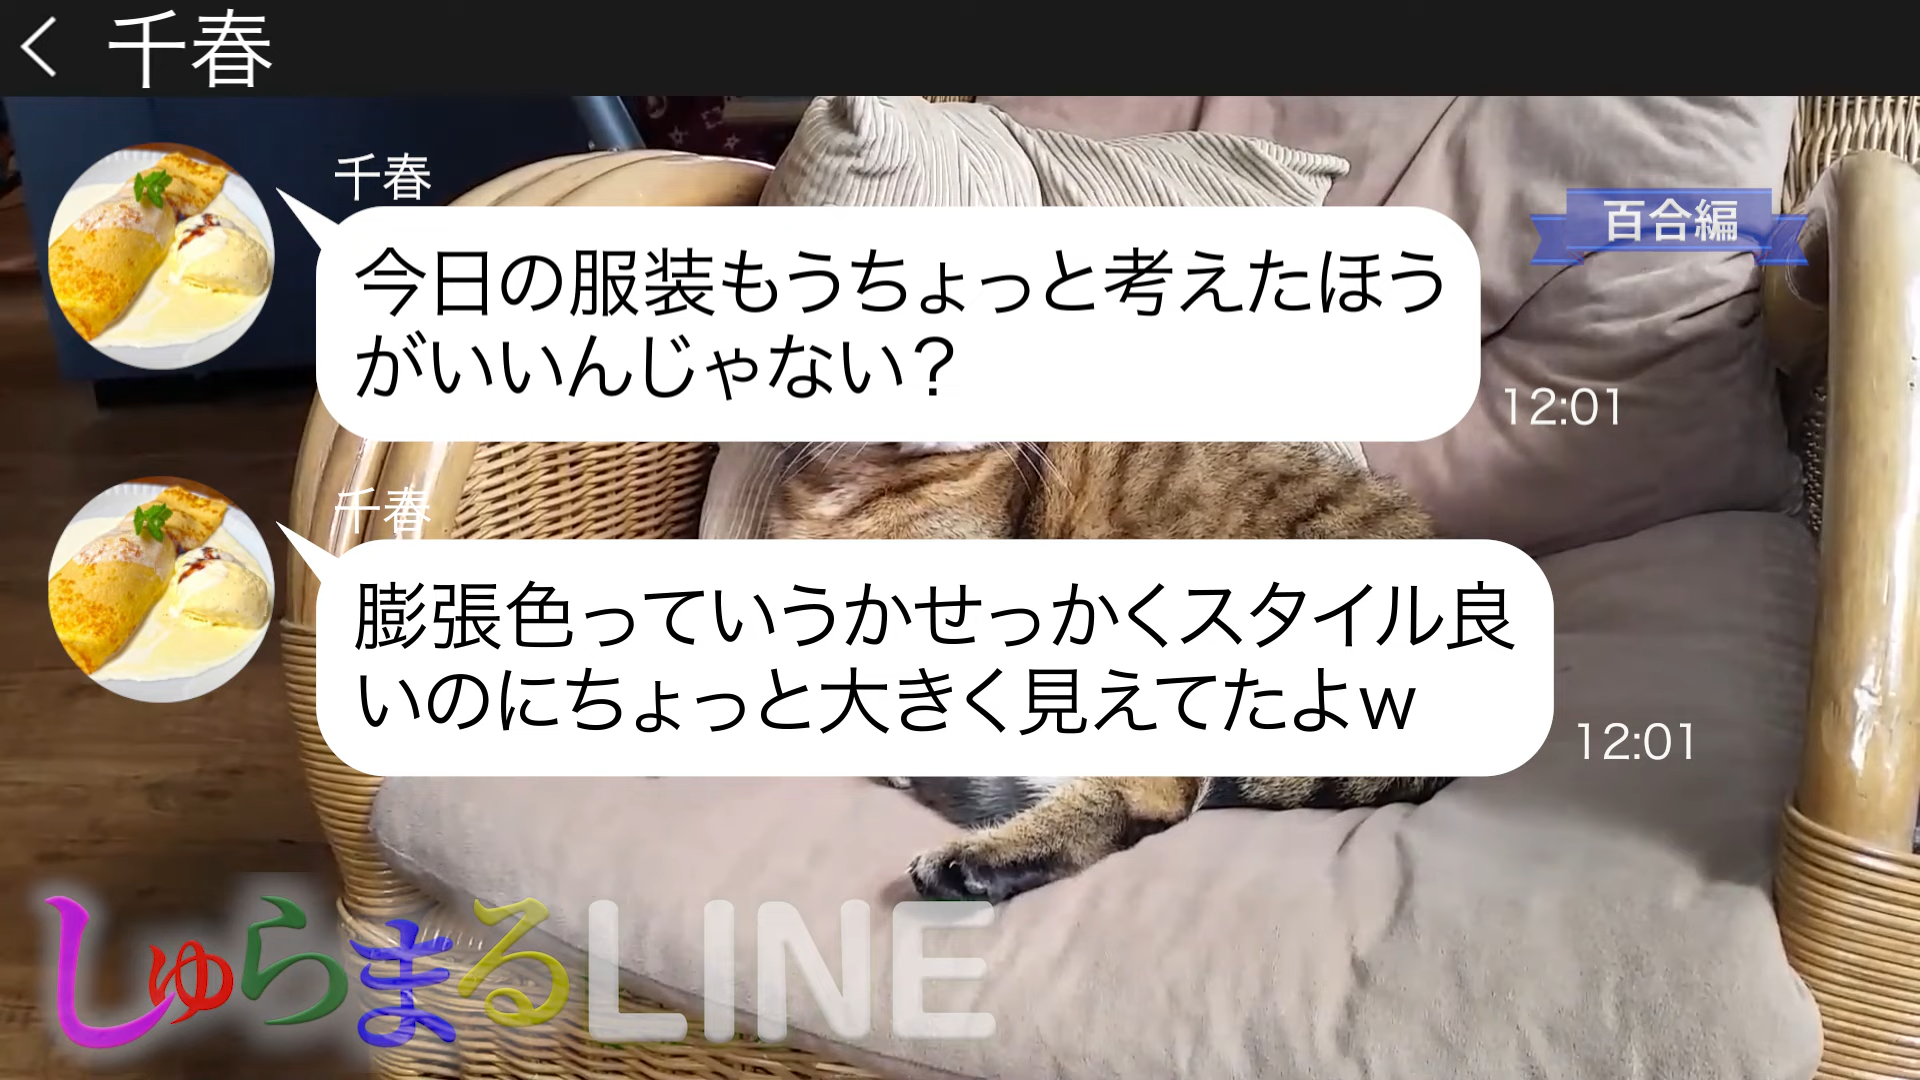 千春
千春
百合編
今日の服装もうちょっと考えたほう
がいいんじゃない？
12:01
千春
膨張色っていうかせっかくスタイル良
いのにちょっと大きく見えてたよw
12:01
しゅらまるLINE